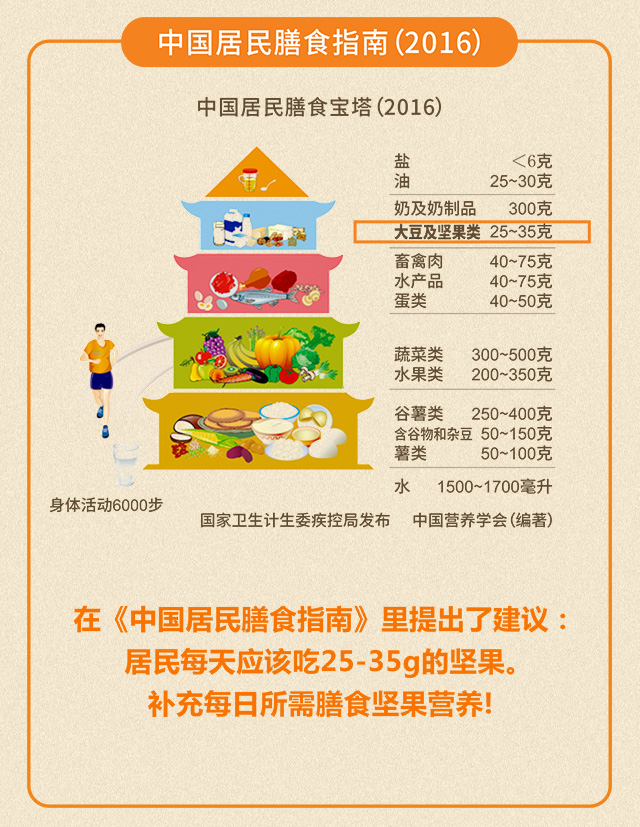 中国居民膳食指南(2016)
中国居民膳食宝塔(2016)
盐 <6克
油 25~30克
奶及奶制品 300克
大豆及坚果类 25~35克
畜禽肉 40~75克
水产品 40~75克
蛋类 40~50克
蔬菜类 300~500克
水果类 200~350克
谷薯类 250~400克
含谷物和杂豆 50~150克
薯类 50~100克
水 1500~1700毫升
身体活动6000步
国家卫生计生委疾控局发布 中国营养学会(编著)
在《中国居民膳食指南》里提出了建议：
居民每天应该吃25-35g的坚果。
补充每日所需膳食坚果营养!